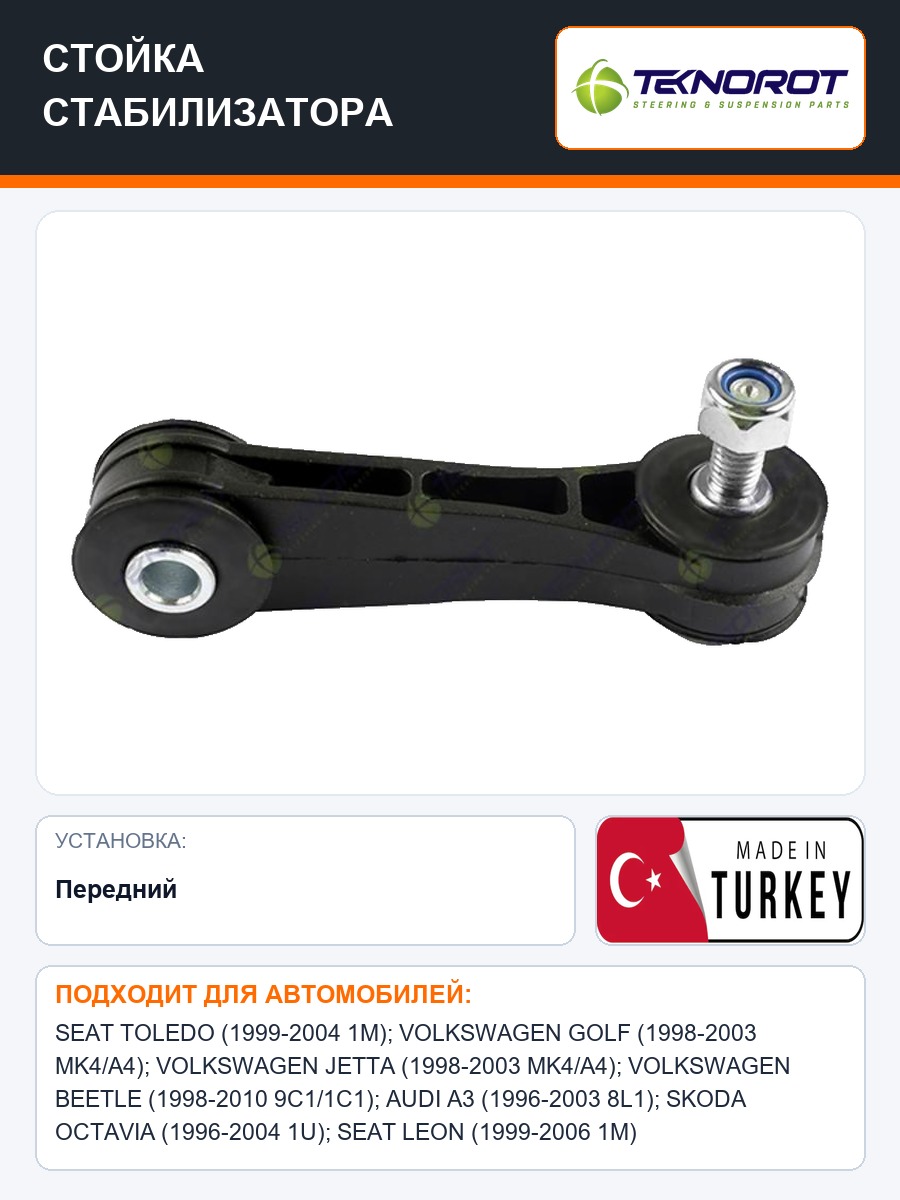 СТОЙКА
СТАБИЛИЗАТОРА
TEKNOROT
STEERING & SUSPENSION PARTS
УСТАНОВКА:
Передний
MADE IN
TURKEY
ПОДХОДИТ ДЛЯ АВТОМОБИЛЕЙ:
SEAT TOLEDO (1999-2004 1M); VOLKSWAGEN GOLF (1998-2003
MK4/A4); VOLKSWAGEN JETTA (1998-2003 MK4/A4); VOLKSWAGEN
BEETLE (1998-2010 9C1/1C1); AUDI A3 (1996-2003 8L1); SKODA
OCTAVIA (1996-2004 1U); SEAT LEON (1999-2006 1M)